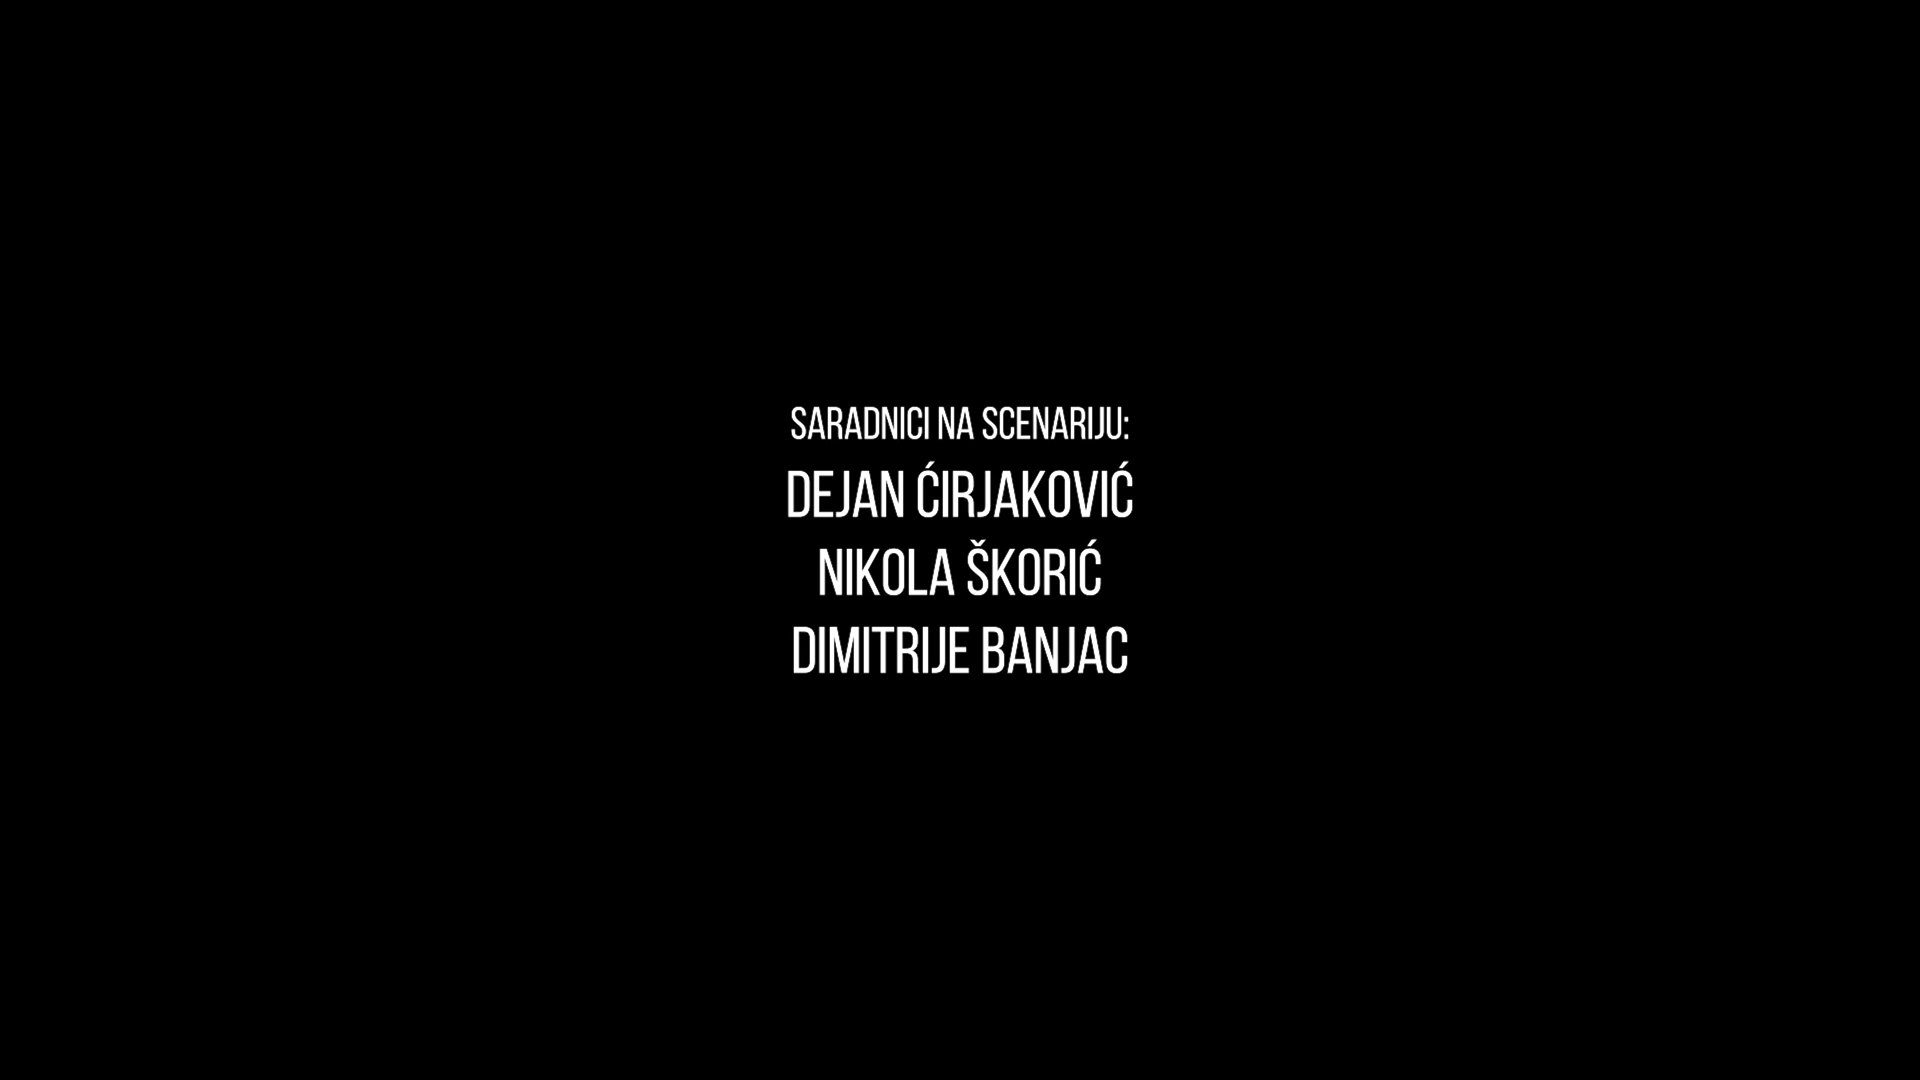 SARADNICI NA SCENARIJU:
DEJAN ĆIRJAKOVIĆ
NIKOLA ŠKORIĆ
DIMITRIJE BANJAC